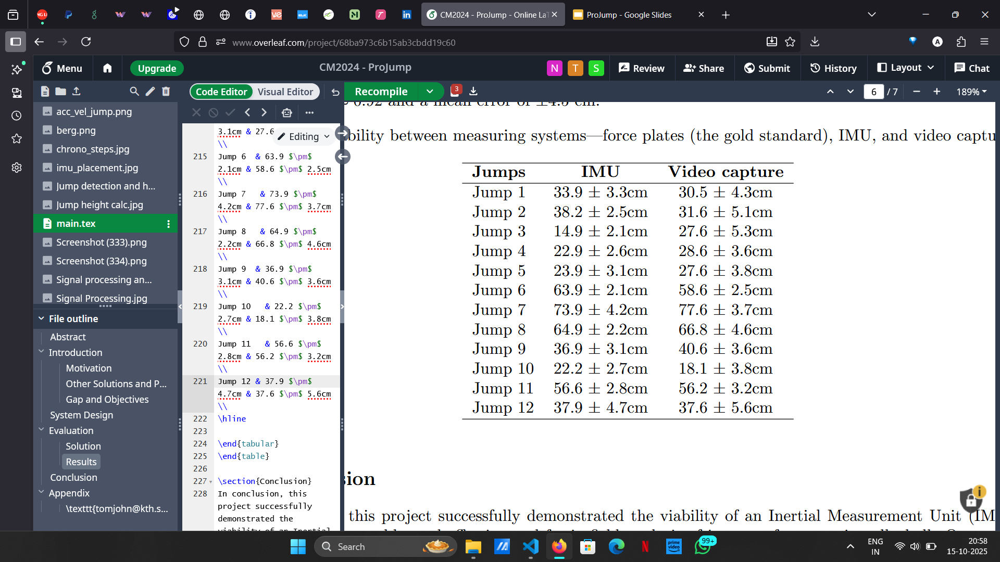 CM2024 - ProJump - Online LaT
ProJump - Google Slides
www.overleaf.com/project/68ba973c6b15ab3cbdd19c60
Menu
Upgrade
CM2024 - ProJump
N
T
S
Review
Share
Submit
History
Layout
Chat
Code Editor
Visual Editor
Recompile
3
6
/ 7
189%
acc_vel_jump.png
berg.png
chrono_steps.jpg
imu_placement.jpg
Jump detection and h...
Jump height calc.jpg
main.tex
Screenshot (333).png
Screenshot (334).png
Signal processing an...
Signal Processing.jpg
File outline
Abstract
Introduction
Motivation
Other Solutions and P...
Gap and Objectives
System Design
Evaluation
Solution
Results
Conclusion
Appendix
\texttt{tomjohn@kth.s...
Editing
3.1cm & 27.6
\\
215 Jump 6 & 63.9 $\pm$
2.1cm & 58.6 $\pm$ 2.5cm
\\
216 Jump 7 & 73.9 $\pm$
4.2cm & 77.6 $\pm$ 3.7cm
\\
217 Jump 8 & 64.9 $\pm$
2.2cm & 66.8 $\pm$ 4.6cm
\\
218 Jump 9 & 36.9 $\pm$
3.1cm & 40.6 $\pm$ 3.6cm
\\
219 Jump 10 & 22.2 $\pm$
2.7cm & 18.1 $\pm$ 3.8cm
\\
220 Jump 11 & 56.6 $\pm$
2.8cm & 56.2 $\pm$ 3.2cm
\\
221 Jump 12 & 37.9 $\pm$
4.7cm & 37.6 $\pm$ 5.6cm
\\
222 \hline
223
224 \end{tabular}
225 \end{table}
226
227 \section{Conclusion}
228 In conclusion, this
project successfully
demonstrated the
viability of an Inertial
0.92 and a mean error of ±4.5 cm.
bility between measuring systems—force plates (the gold standard), IMU, and video captu
Jumps IMU Video capture
Jump 1 33.9 ± 3.3cm 30.5 ± 4.3cm
Jump 2 38.2 ± 2.5cm 31.6 ± 5.1cm
Jump 3 14.9 ± 2.1cm 27.6 ± 5.3cm
Jump 4 22.9 ± 2.6cm 28.6 ± 3.6cm
Jump 5 23.9 ± 3.1cm 27.6 ± 3.8cm
Jump 6 63.9 ± 2.1cm 58.6 ± 2.5cm
Jump 7 73.9 ± 4.2cm 77.6 ± 3.7cm
Jump 8 64.9 ± 2.2cm 66.8 ± 4.6cm
Jump 9 36.9 ± 3.1cm 40.6 ± 3.6cm
Jump 10 22.2 ± 2.7cm 18.1 ± 3.8cm
Jump 11 56.6 ± 2.8cm 56.2 ± 3.2cm
Jump 12 37.9 ± 4.7cm 37.6 ± 5.6cm
sion
this project successfully demonstrated the viability of an Inertial Measurement Unit (IM
Search
prime video
99+
ENG
IN
20:58
15-10-2025